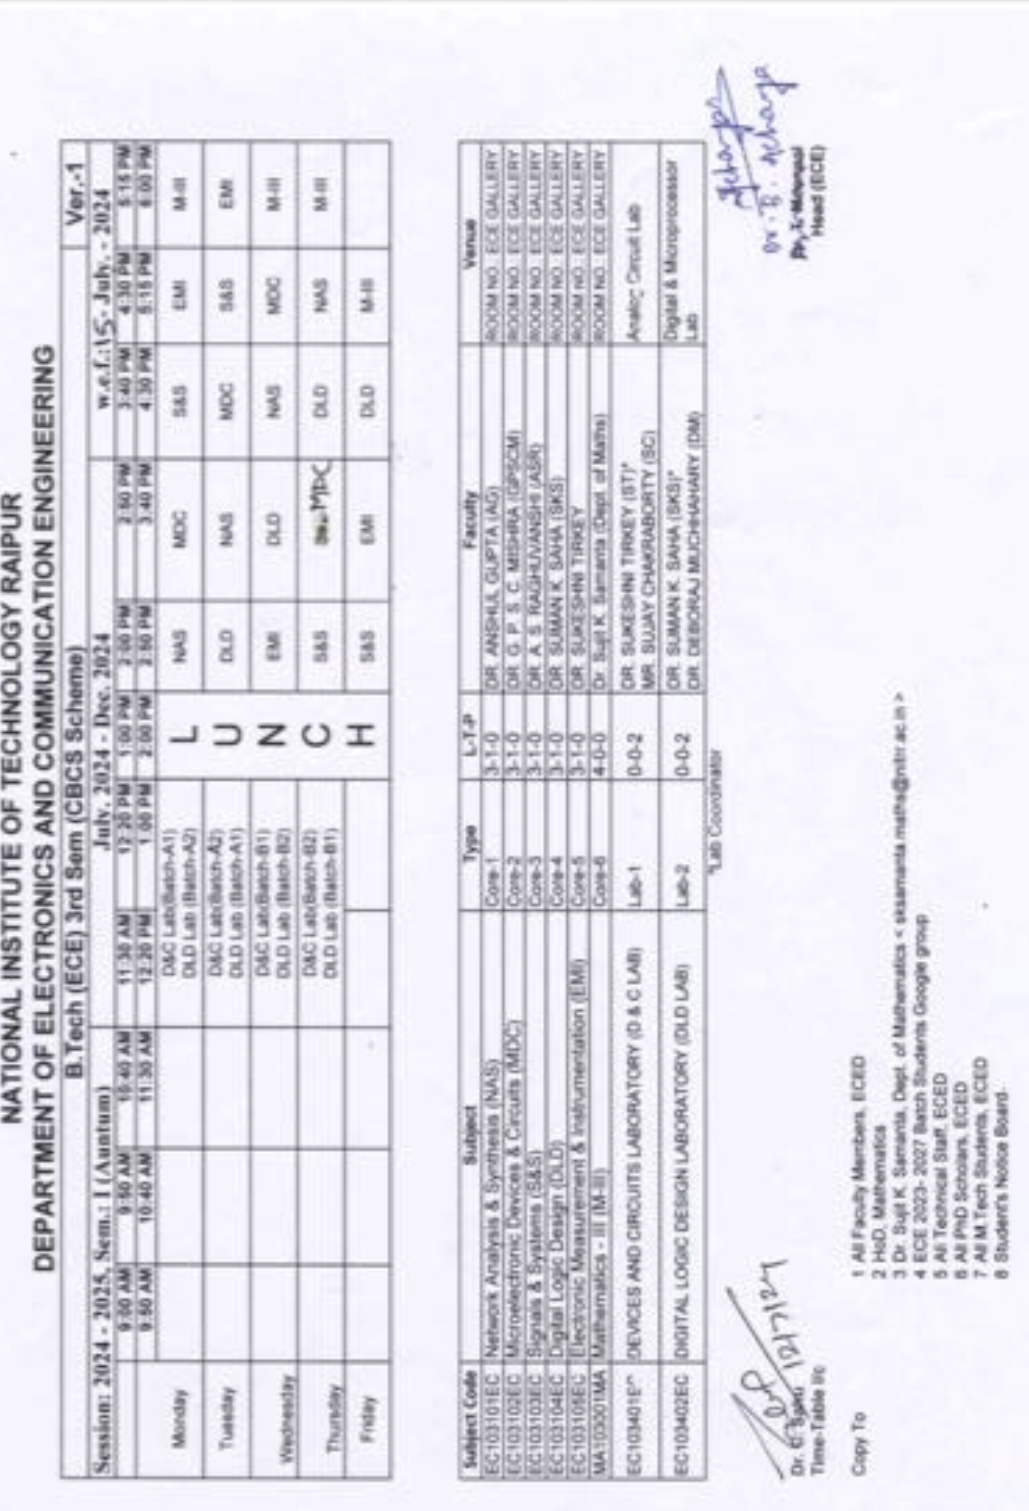 NATIONAL INSTITUTE OF TECHNOLOGY RAIPUR
DEPARTMENT OF ELECTRONICS AND COMMUNICATION ENGINEERING
B.Tech (ECE) 3rd Sem (CBCS Scheme) Ver.-1
Session: 2024 - 2025, Sem.: I (Auntum) July. 2024 - Dec. 2024 w.e.f.:15- July. - 2024
9:00 AM 9:50 AM 10:40 AM 11:30 AM 12:20 PM 1:00 PM 2:00 PM 2:50 PM 3:40 PM 4:30 PM 5:15 PM
9:50 AM 10:40 AM 11:30 AM 12:20 PM 1:00 PM 2:00 PM 2:50 PM 3:40 PM 4:30 PM 5:15 PM 6:00 PM
Monday D&C Lab(Batch-A1) L NAS MDC S&S EMI M-III
DLD Lab (Batch-A2)
Tuesday D&C Lab(Batch-A2) U DLD NAS MDC S&S EMI
DLD Lab (Batch-A1)
Wednesday D&C Lab(Batch-B1) N EMI DLD NAS MDC M-III
DLD Lab (Batch-B2)
Thursday D&C Lab(Batch-B2) C S&S MDC DLD NAS M-III
DLD Lab (Batch-B1)
Friday H S&S EMI DLD M-III
Subject Code Subject Type L-T-P Faculty Venue
EC103101EC Network Analysis & Synthesis (NAS) Core-1 3-1-0 DR. ANSHUL GUPTA (AG) ROOM NO. ECE GALLERY
EC103102EC Microelectronic Devices & Circuits (MDC) Core-2 3-1-0 DR. G. P. S. C. MISHRA (GPSCM) ROOM NO. ECE GALLERY
EC103103EC Signals & Systems (S&S) Core-3 3-1-0 DR. A. S. RAGHUVANSHI (ASR) ROOM NO. ECE GALLERY
EC103104EC Digital Logic Design (DLD) Core-4 3-1-0 DR. SUMAN K. SAHA (SKS) ROOM NO. ECE GALLERY
EC103105EC Electronic Measurement & Instrumentation (EMI) Core-5 3-1-0 DR. SUKESHNI TIRKEY ROOM NO. ECE GALLERY
MA103001MA Mathematics - III (M-III) Core-6 4-0-0 Dr. Sujit K. Samanta (Dept. of Maths) ROOM NO. ECE GALLERY
EC103401EC DEVICES AND CIRCUITS LABORATORY (D & C LAB) Lab-1 0-0-2 DR. SUKESHNI TIRKEY (ST)* Analog Circuit Lab
MR. SUJAY CHAKRABORTY (SC)
EC103402EC DIGITAL LOGIC DESIGN LABORATORY (DLD LAB) Lab-2 0-0-2 DR. SUMAN K. SAHA (SKS)* Digital & Microprocessor
DR. DEBORAJ MUCHHAHARY (DM) Lab
*Lab Coordinator
12/7/24
Dr. B. Acharya
Time-Table I/c Head (ECE)
Copy To
1 All Faculty Members, ECED
2 HoD, Mathematics
3 Dr. Sujit K. Samanta, Dept. of Mathematics < sksamanta.maths@nitrr.ac.in >
4 ECE 2023- 2027 Batch Students Google group
5 All Technical Staff, ECED
6 All PhD Scholars, ECED
7 All M.Tech Students, ECED
8 Student's Notice Board-